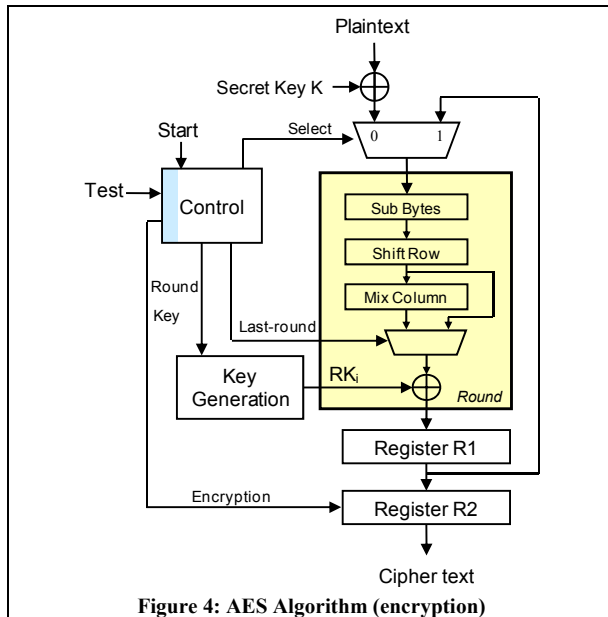 Plaintext
Secret Key K
Start
Select
0 1
Test
Control
Sub Bytes
Shift Row
Round
Key
Mix Column
Last-round
Key
Generation
RKi
Round
Register R1
Encryption
Register R2
Cipher text
Figure 4: AES Algorithm (encryption)